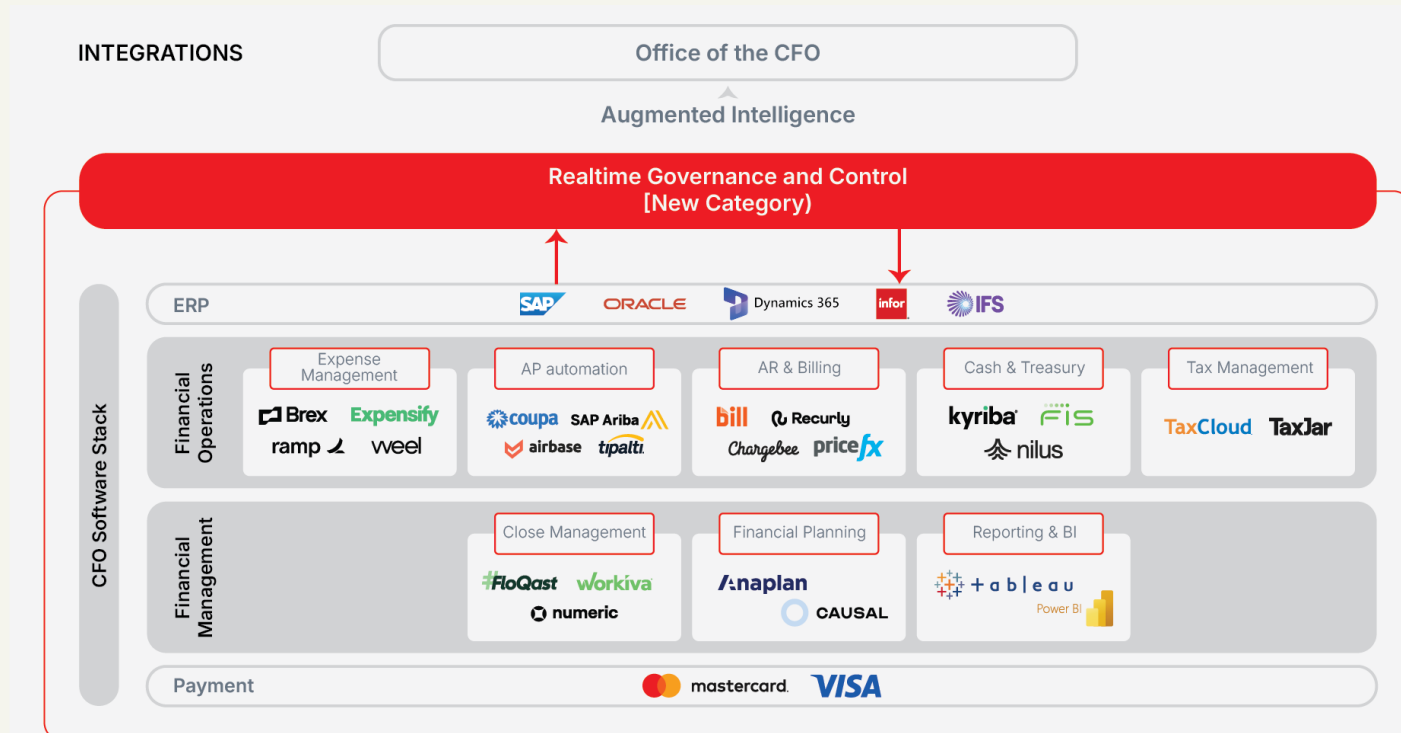 INTEGRATIONS
Office of the CFO
Augmented Intelligence
Realtime Governance and Control
[New Category)
CFO Software Stack
ERP
SAP
ORACLE
Dynamics 365
infor
IFS
Financial
Operations
Expense
Management
Brex
Expensify
ramp
weel
AP automation
coupa
SAP Ariba
airbase
tipalti
AR & Billing
bill
Recurly
Chargebee
pricefx
Cash & Treasury
kyriba
FIS
nilus
Tax Management
TaxCloud
TaxJar
Financial
Management
Close Management
#FloQast
workiva
numeric
Financial Planning
Anaplan
CAUSAL
Reporting & BI
+ableau
Power BI
Payment
mastercard.
VISA